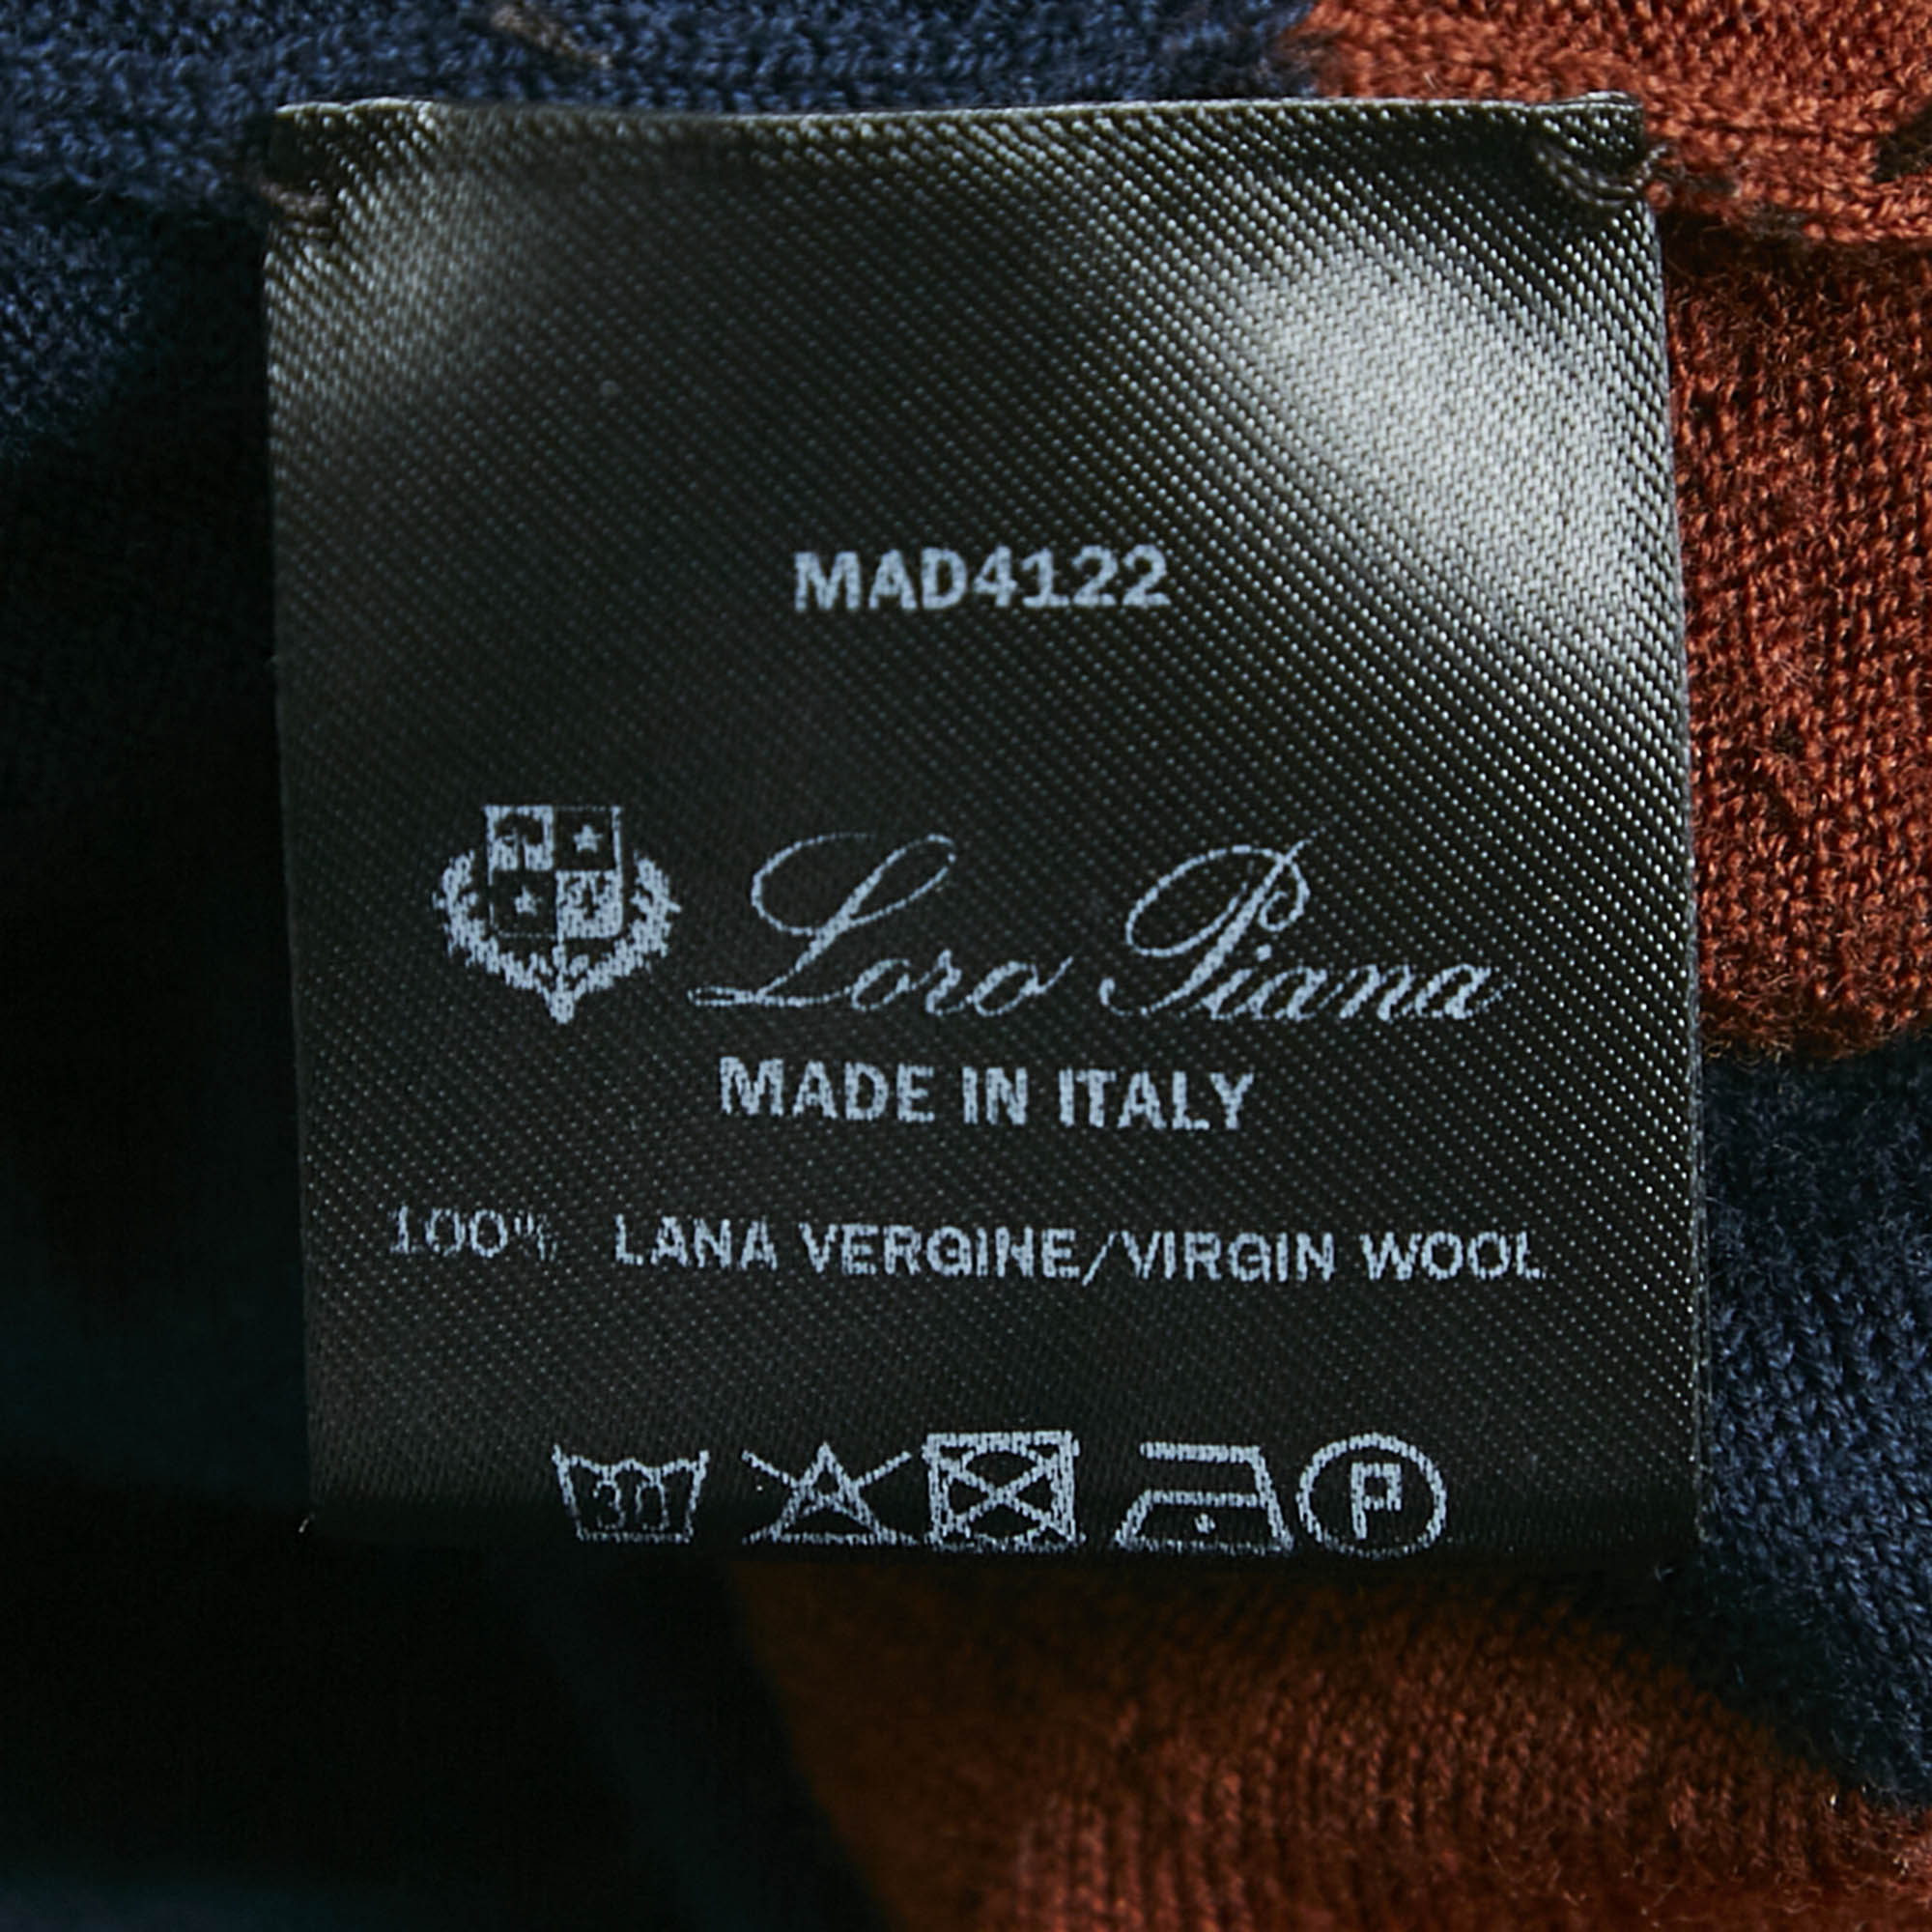 MAD4122
Loro Piana
MADE IN ITALY
100% LANA VERGINE/VIRGIN WOOL
30
P